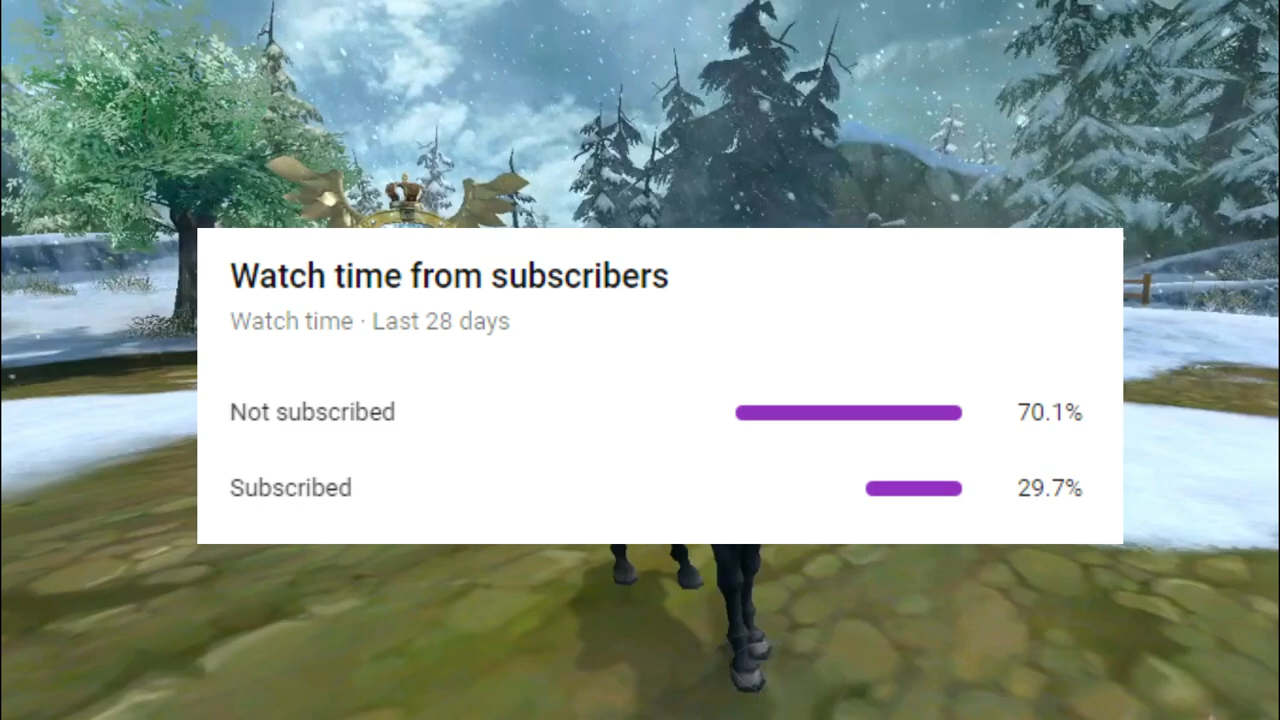 Watch time from subscribers
Watch time · Last 28 days
Not subscribed 70.1%
Subscribed 29.7%